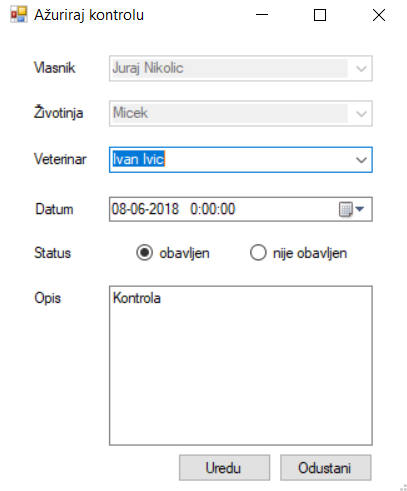 Ažuriraj kontrolu
Vlasnik Juraj Nikolic
Životinja Micek
Veterinar Ivan Ivic
Datum 08-06-2018 0:00:00
Status obavljen nije obavljen
Opis Kontrola
Uredu Odustani